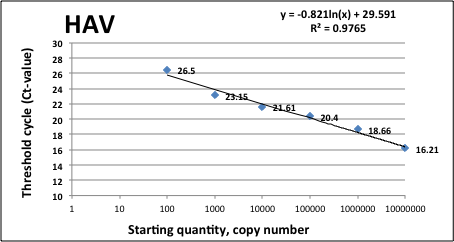 HAV
y = -0.821ln(x) + 29.591
R² = 0.9765
Threshold cycle (Ct-value)
30
28
26
24
22
20
18
16
14
12
10
26.5
23.15
21.61
20.4
18.66
16.21
1 10 100 1000 10000 100000 1000000 10000000
Starting quantity, copy number